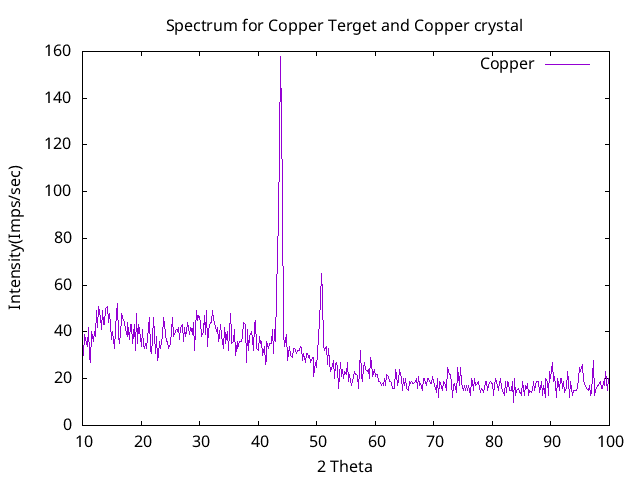 Spectrum for Copper Terget and Copper crystal
160
140
120
100
80
60
40
20
0
Copper
Intensity(Imps/sec)
10 20 30 40 50 60 70 80 90 100
2 Theta